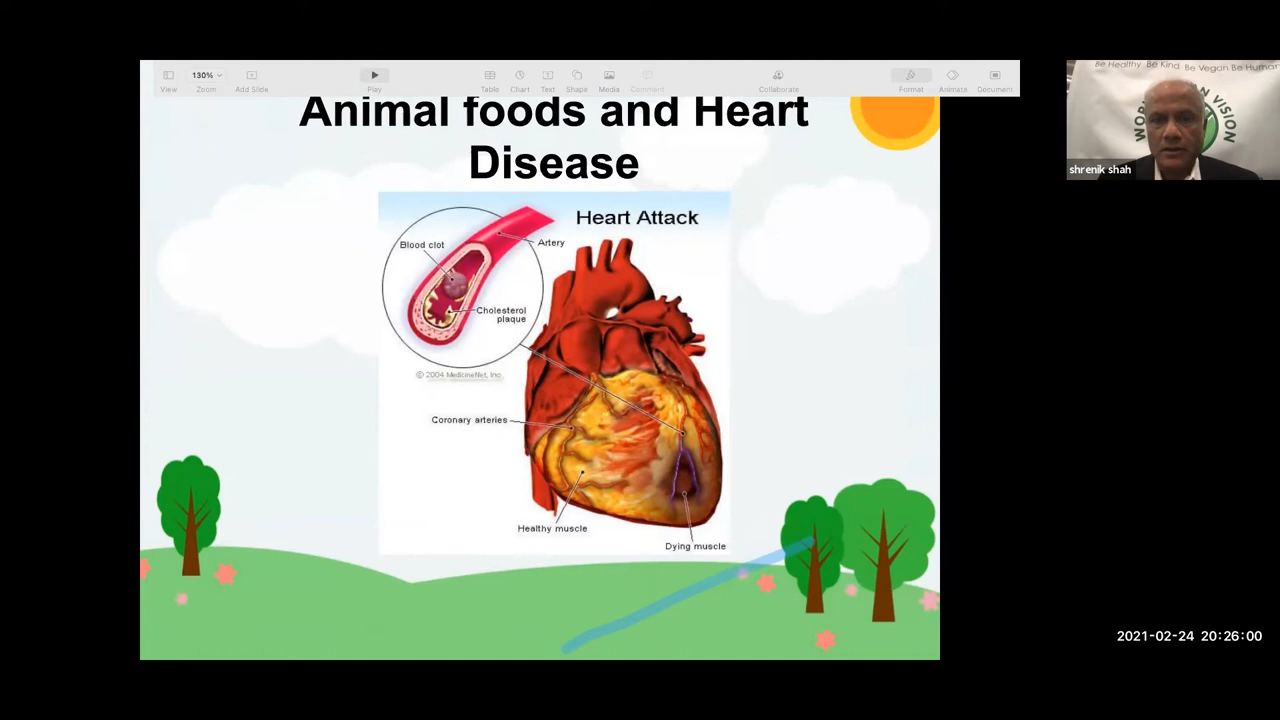 130%
View Zoom Add Slide Play Table Chart Text Shape Media Comment Collaborate Format Animate Document
Animal foods and Heart
Disease
Heart Attack
Blood clot
Artery
Cholesterol
plaque
© 2004 MedicineNet, Inc.
Coronary arteries
Healthy muscle
Dying muscle
Be Healthy Be Kind Be Vegan Be Human
VISION
shrenik shah
2021-02-24 20:26:00